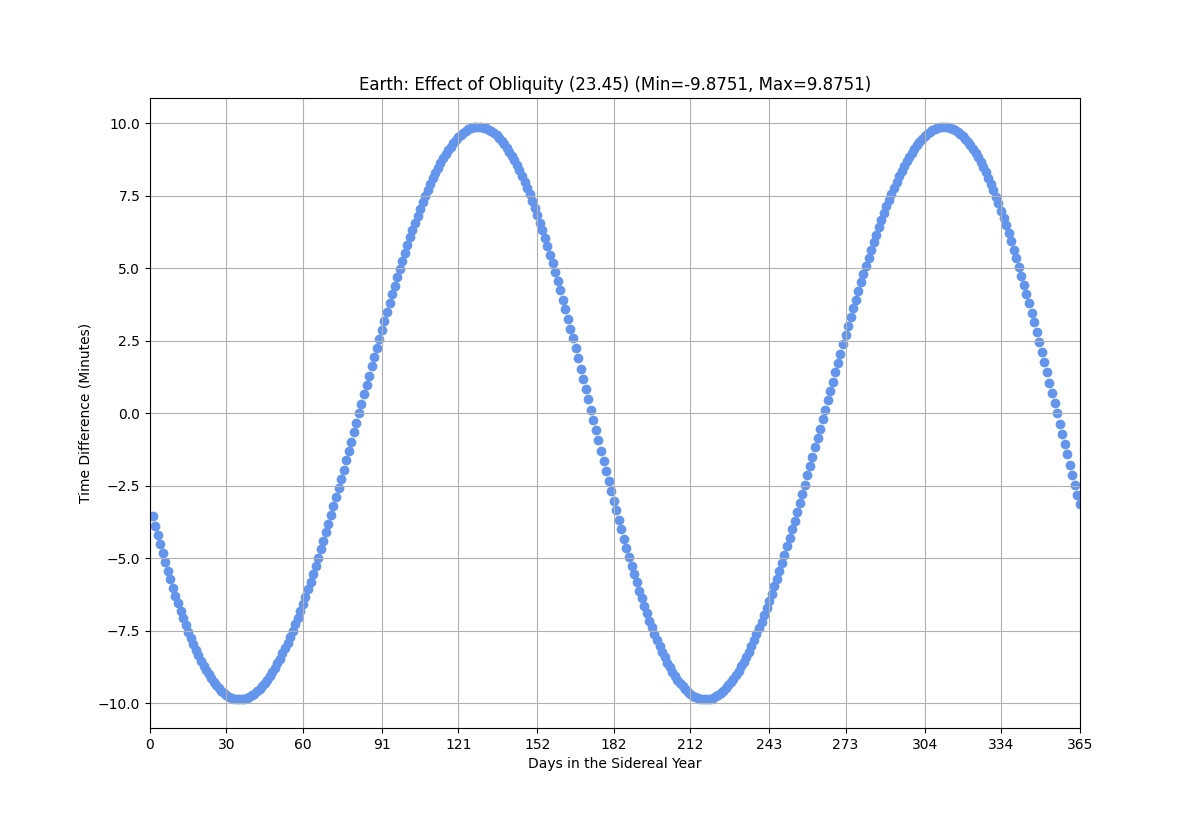 Earth: Effect of Obliquity (23.45) (Min=-9.8751, Max=9.8751)
Time Difference (Minutes)
10.0
7.5
5.0
2.5
0.0
−2.5
−5.0
−7.5
−10.0
0 30 60 91 121 152 182 212 243 273 304 334 365
Days in the Sidereal Year